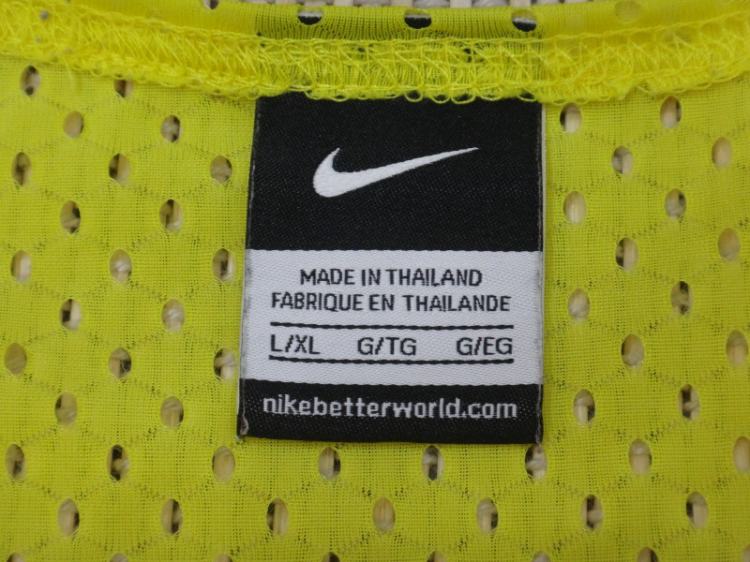 MADE IN THAILAND
FABRIQUE EN THAILANDE
L/XL G/TG G/EG
nikebetterworld.com